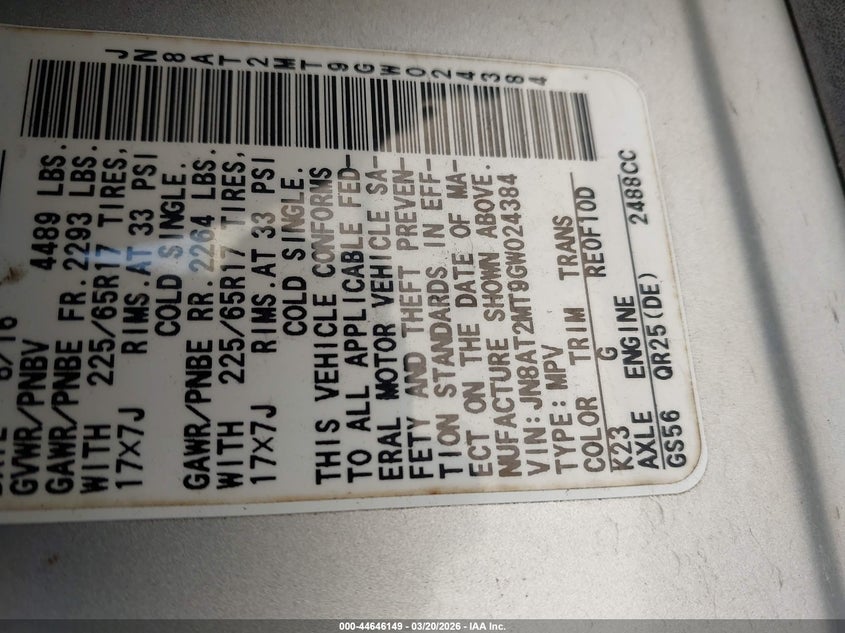 6/16
GVWR/PNBV 4489 LBS.
GAWR/PNBE FR. 2293 LBS.
WITH 225/65R17 TIRES,
17X7J RIMS.AT 33 PSI
COLD SINGLE.
GAWR/PNBE RR. 2264 LBS.
WITH 225/65R17 TIRES,
17X7J RIMS.AT 33 PSI
COLD SINGLE.
THIS VEHICLE CONFORMS
TO ALL APPLICABLE FED-
ERAL MOTOR VEHICLE SA-
FETY AND THEFT PREVEN-
TION STANDARDS IN EFF-
ECT ON THE DATE OF MA-
NUFACTURE SHOWN ABOVE.
VIN: JN8AT2MT9GW024384
TYPE: MPV
COLOR TRIM TRANS
K23 G RE0F10D
AXLE ENGINE
GS56 QR25(DE) 2488CC
JN8AT2MT9GW024384
000-44646149 — 03/20/2026 — IAA Inc.